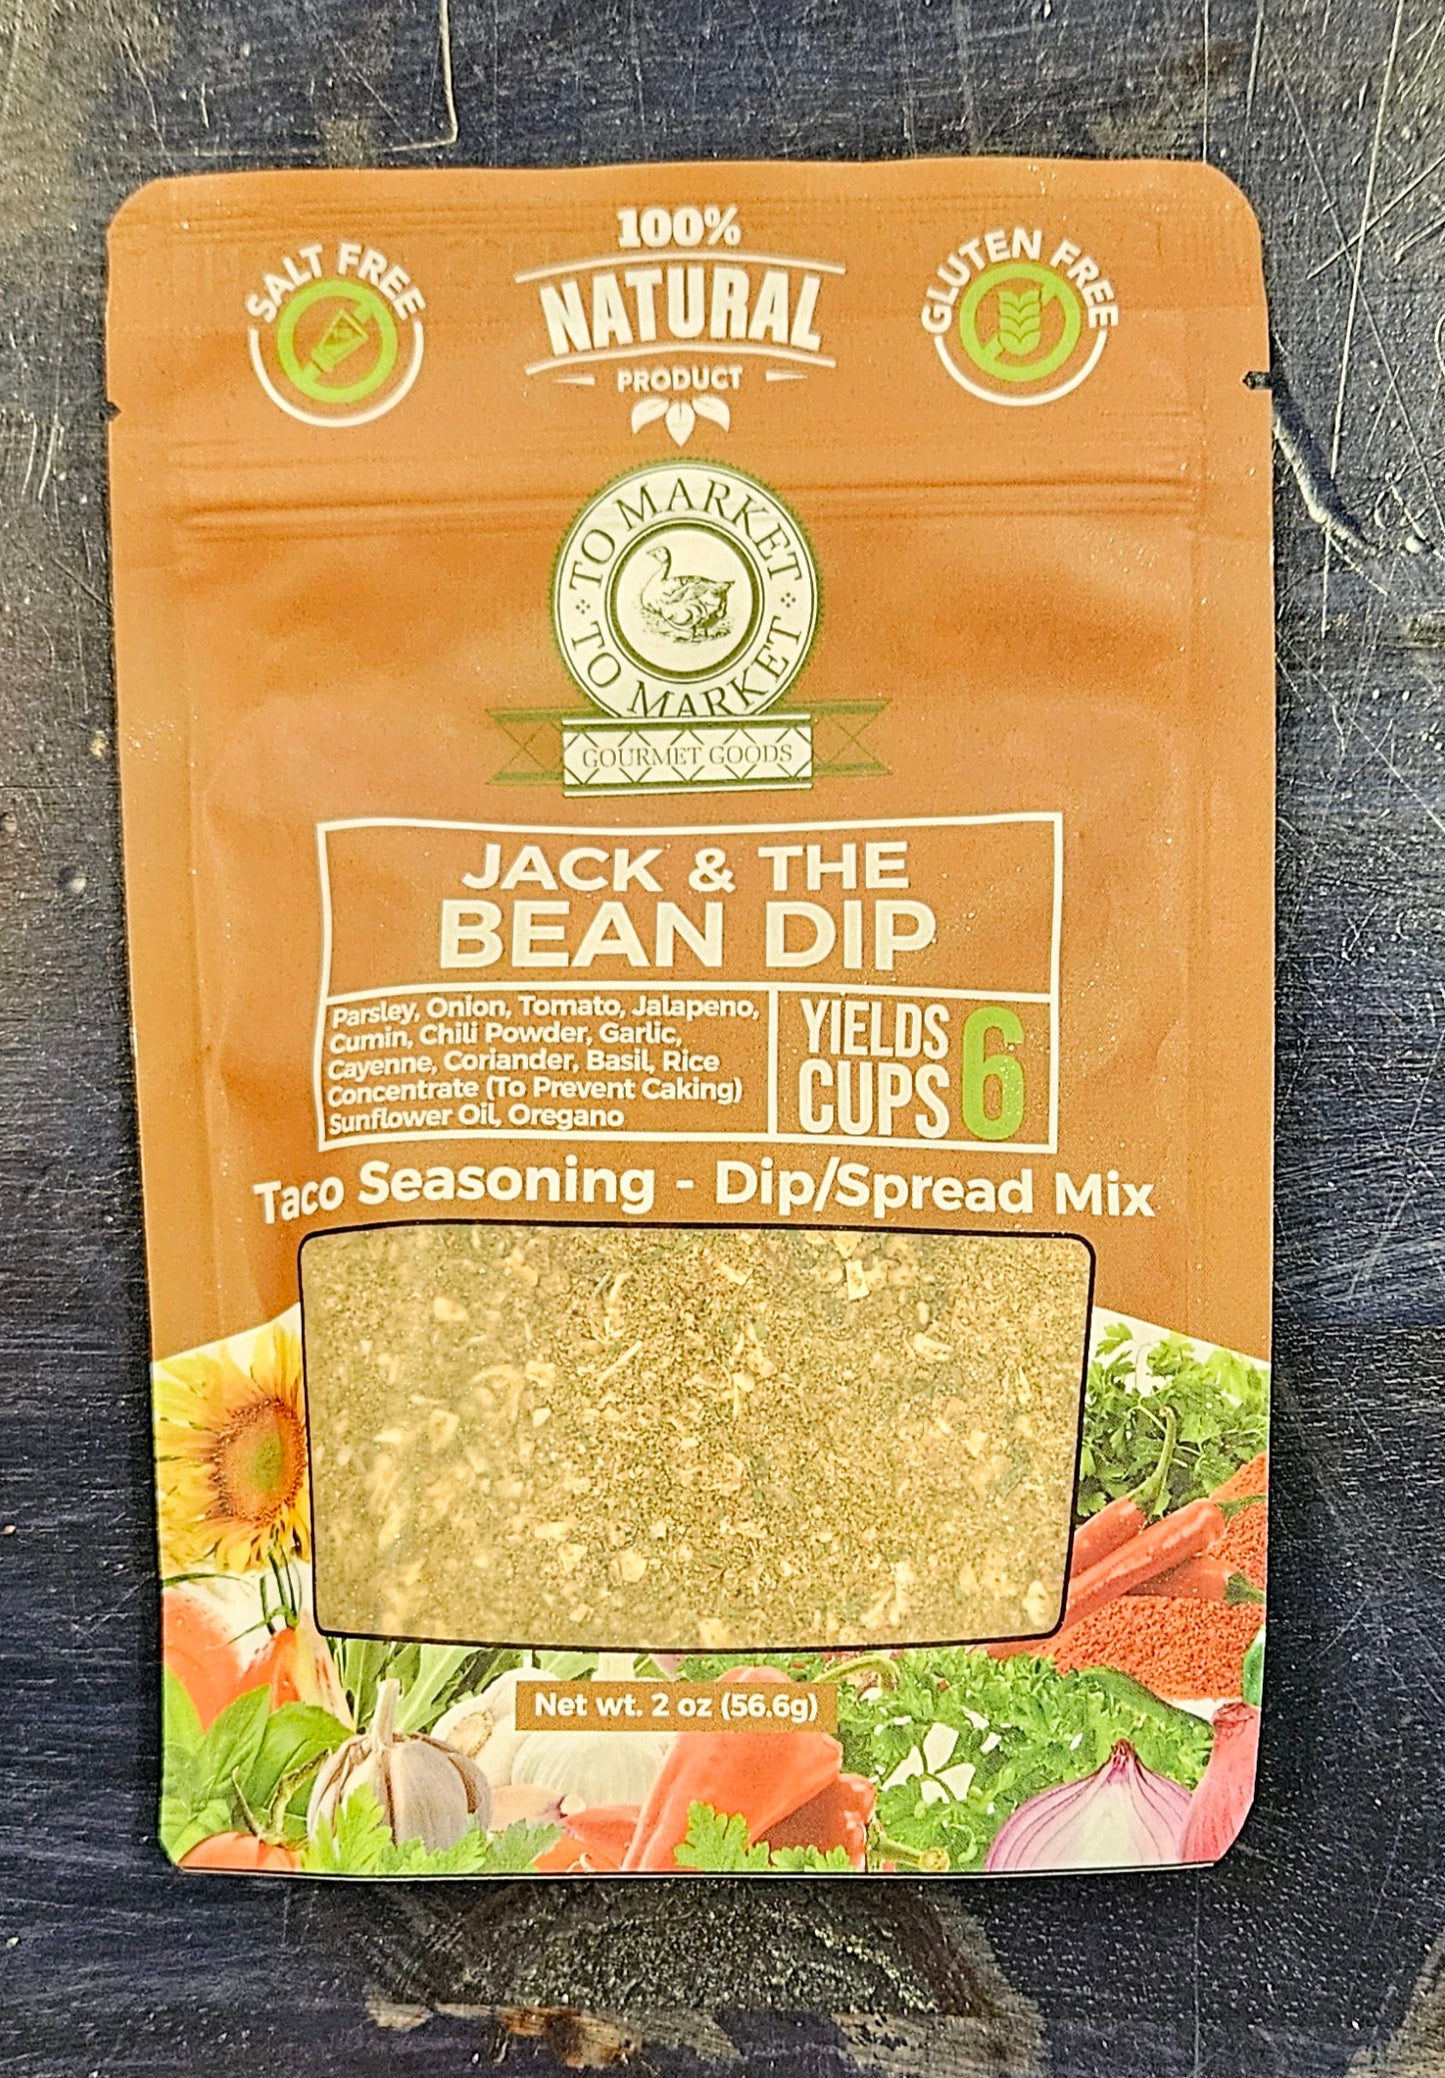 100%
SALT FREE
NATURAL
GLUTEN FREE
PRODUCT
TO MARKET
TO MARKET
GOURMET GOODS
JACK & THE
BEAN DIP
Parsley, Onion, Tomato, Jalapeno,
Cumin, Chili Powder, Garlic,
Cayenne, Coriander, Basil, Rice
Concentrate (To Prevent Caking)
Sunflower Oil, Oregano
YIELDS 6
CUPS
Taco Seasoning - Dip/Spread Mix
Net wt. 2 oz (56.6g)